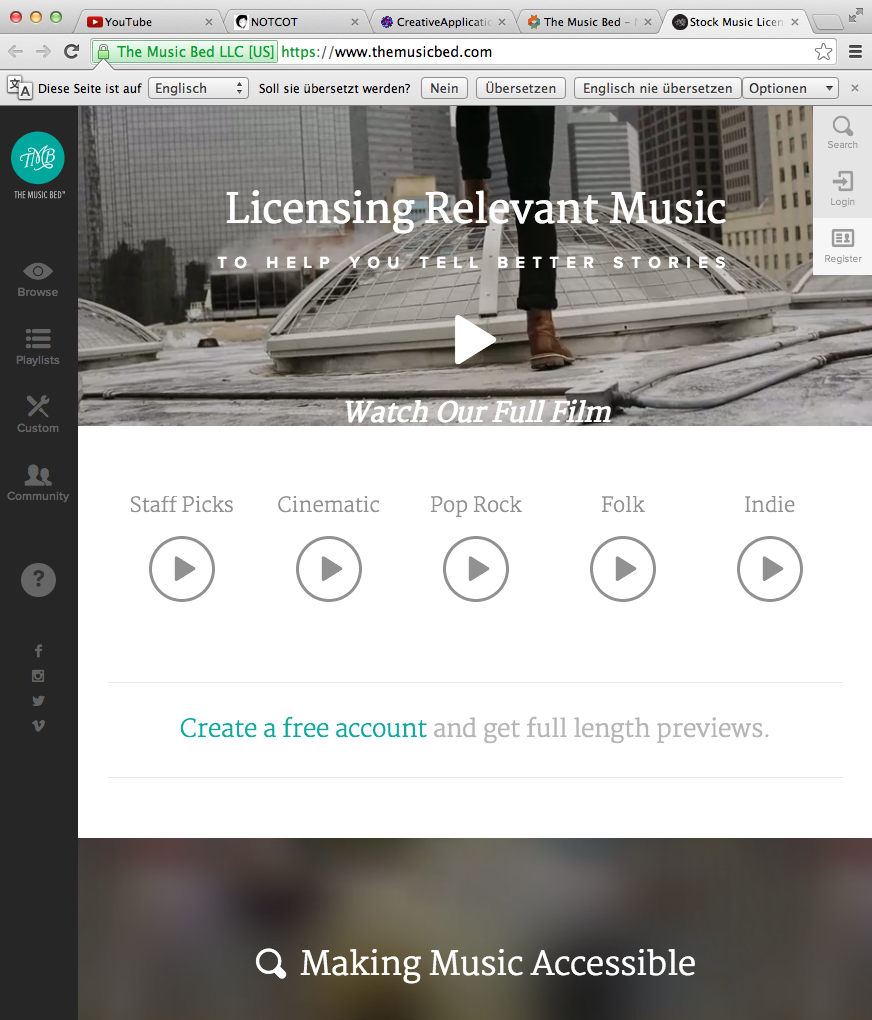 YouTube
NOTCOT
CreativeApplicatio
The Music Bed –
Stock Music Licen
The Music Bed LLC [US] https://www.themusicbed.com
Diese Seite ist auf Englisch Soll sie übersetzt werden? Nein Übersetzen Englisch nie übersetzen Optionen
TMB
THE MUSIC BED™
Browse
Playlists
Custom
Community
?
Search
Login
Register
Licensing Relevant Music
TO HELP YOU TELL BETTER STORIES
Watch Our Full Film
Staff Picks Cinematic Pop Rock Folk Indie
Create a free account and get full length previews.
Making Music Accessible